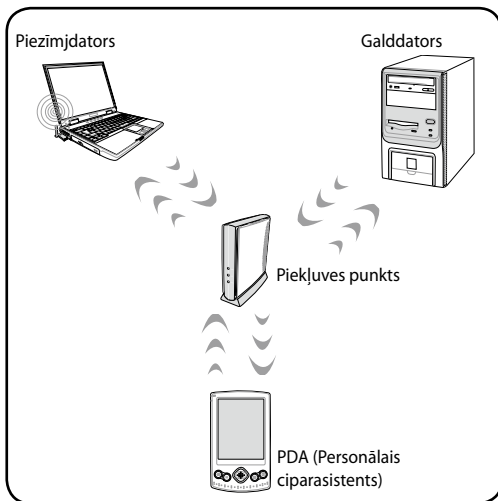 Piezīmjdators
Galddators
Piekļuves punkts
PDA (Personālais
ciparasistents)